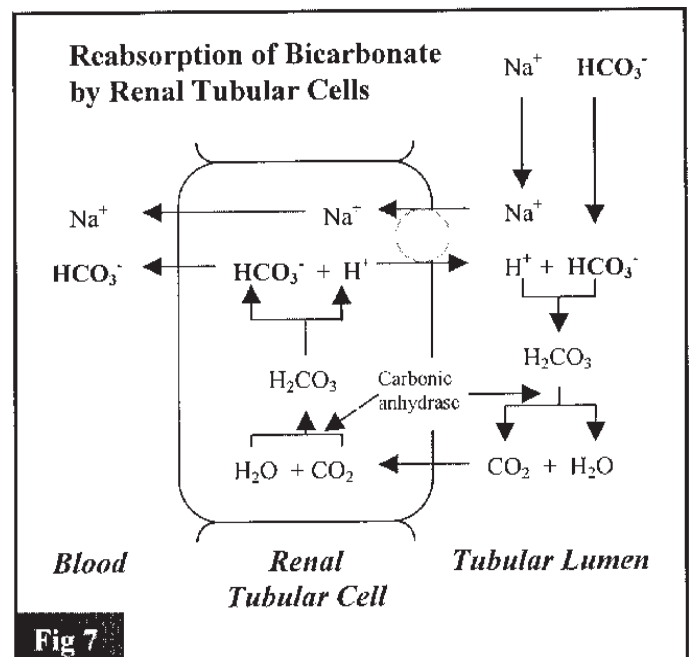 Reabsorption of Bicarbonate
by Renal Tubular Cells
Na⁺ HCO₃⁻
Na⁺ Na⁺ Na⁺
HCO₃⁻ HCO₃⁻ + H⁺ H⁺ + HCO₃⁻
H₂CO₃
H₂CO₃ Carbonic
anhydrase
H₂O + CO₂ CO₂ + H₂O
Blood Renal Tubular Lumen
Tubular Cell
Fig 7